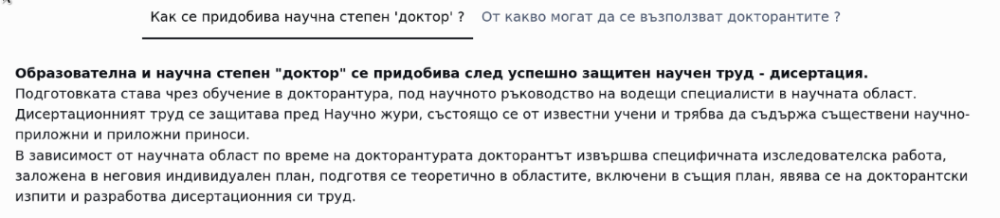 Как се придобива научна степен 'доктор' ? От какво могат да се възползват докторантите ?
Образователна и научна степен "доктор" се придобива след успешно защитен научен труд - дисертация.
Подготовката става чрез обучение в докторантура, под научното ръководство на водещи специалисти в научната област.
Дисертационният труд се защитава пред Научно жури, състоящо се от известни учени и трябва да съдържа съществени научно-
приложни и приложни приноси.
В зависимост от научната област по време на докторантурата докторантът извършва специфичната изследователска работа,
заложена в неговия индивидуален план, подготвя се теоретично в областите, включени в същия план, явява се на докторантски
изпити и разработва дисертационния си труд.